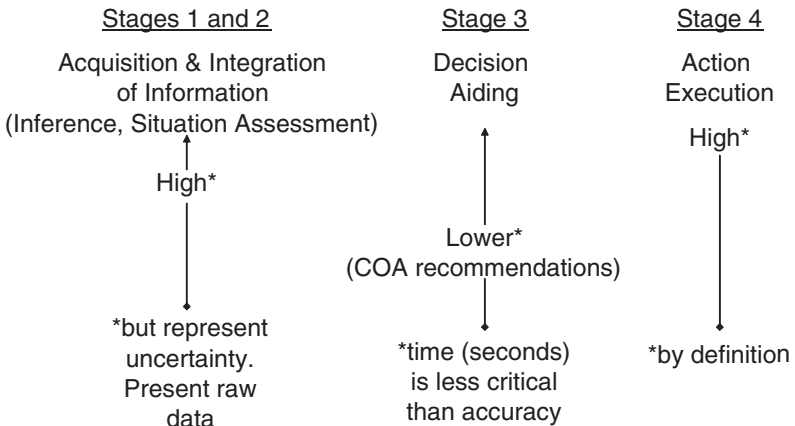 Stages 1 and 2
Acquisition & Integration
of Information
(Inference, Situation Assessment)
High*
*but represent
uncertainty.
Present raw
data
Stage 3
Decision
Aiding
Lower*
(COA recommendations)
*time (seconds)
is less critical
than accuracy
Stage 4
Action
Execution
High*
*by definition